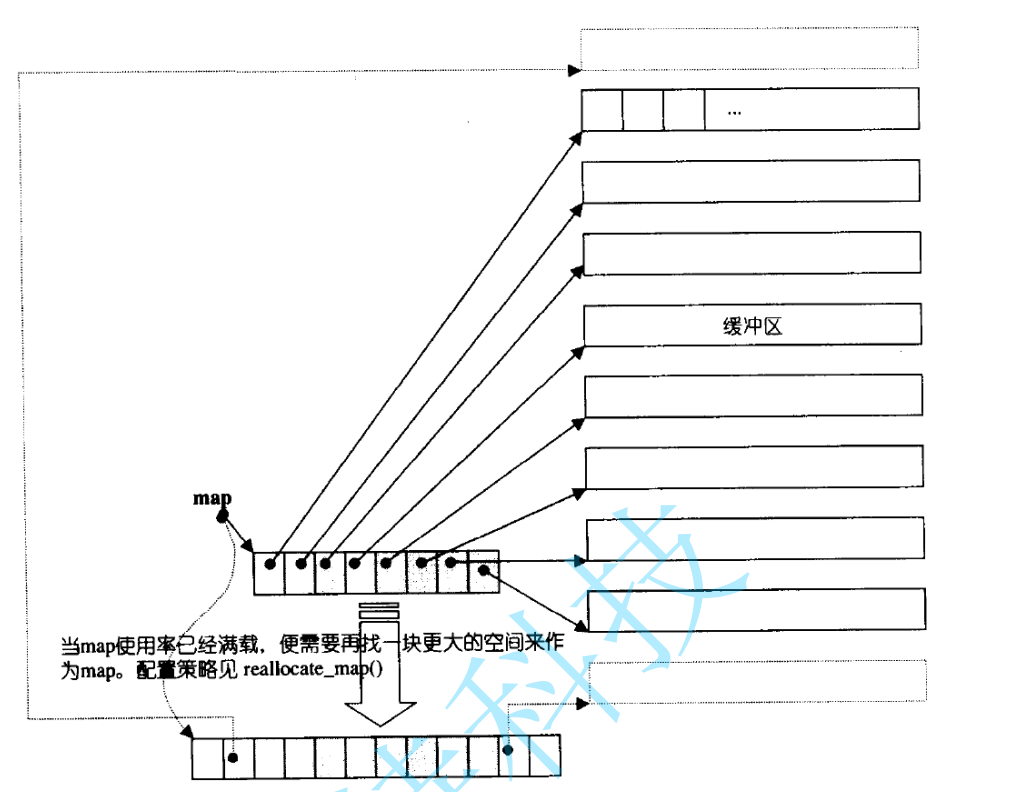 ...
缓冲区
map
当map使用率已经满载，便需要再找一块更大的空间来作
为map。配置策略见 reallocate_map()
科技